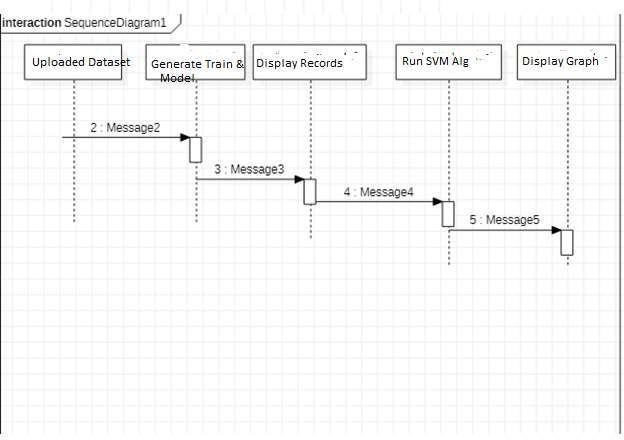 interaction SequenceDiagram1
Uploaded Dataset
Generate Train &
Model
Display Records
Run SVM Alg
Display Graph
2 : Message2
3 : Message3
4 : Message4
5 : Message5